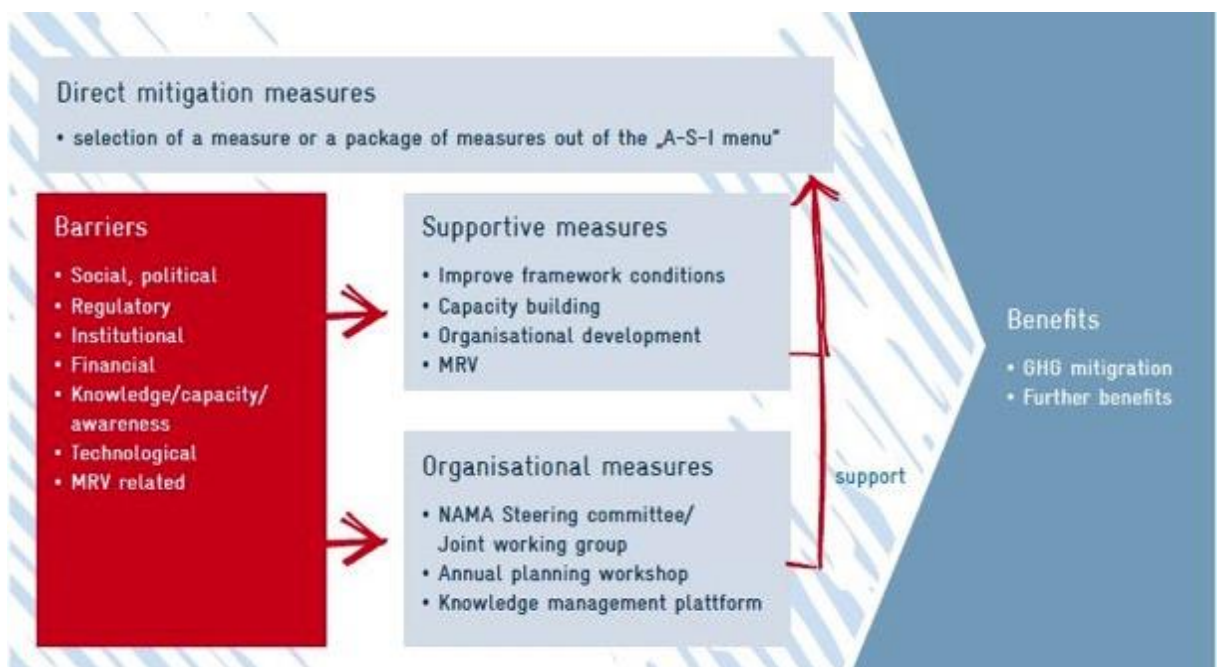 Direct mitigation measures
• selection of a measure or a package of measures out of the „A-S-I menu“
Barriers
• Social, political
• Regulatory
• Institutional
• Financial
• Knowledge/capacity/
awareness
• Technological
• MRV related
Supportive measures
• Improve framework conditions
• Capacity building
• Organisational development
• MRV
Organisational measures
• NAMA Steering committee/
Joint working group
• Annual planning workshop
• Knowledge management plattform
support
Benefits
• GHG mitigration
• Further benefits